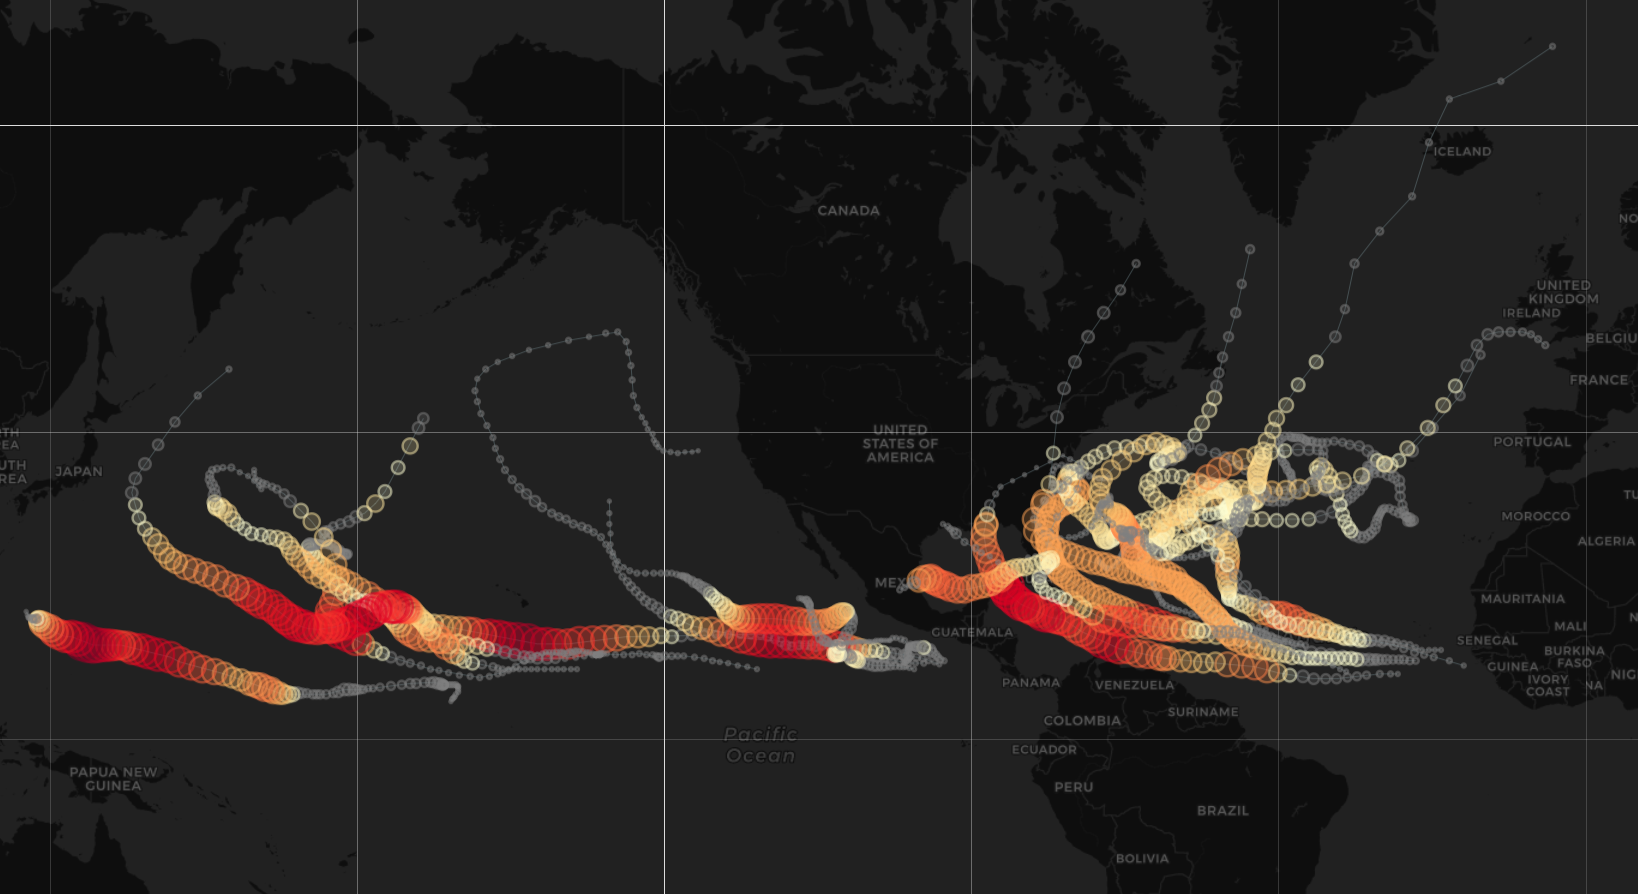 ICELAND
CANADA
NO
UNITED
KINGDOM
IRELAND
BELGIU
FRANCE
UNITED
STATES OF
AMERICA
TH
EA
UTH
REA
JAPAN
PORTUGAL
TU
MOROCCO
ALGERIA
MEX
MAURITANIA
MALI
N
GUATEMALA
SENEGAL
BURKINA
FASO
GUINEA
NIG
IVORY
COAST
NA
PANAMA
VENEZUELA
SURINAME
COLOMBIA
Pacific
Ocean
ECUADOR
PAPUA NEW
GUINEA
PERU
BRAZIL
BOLIVIA